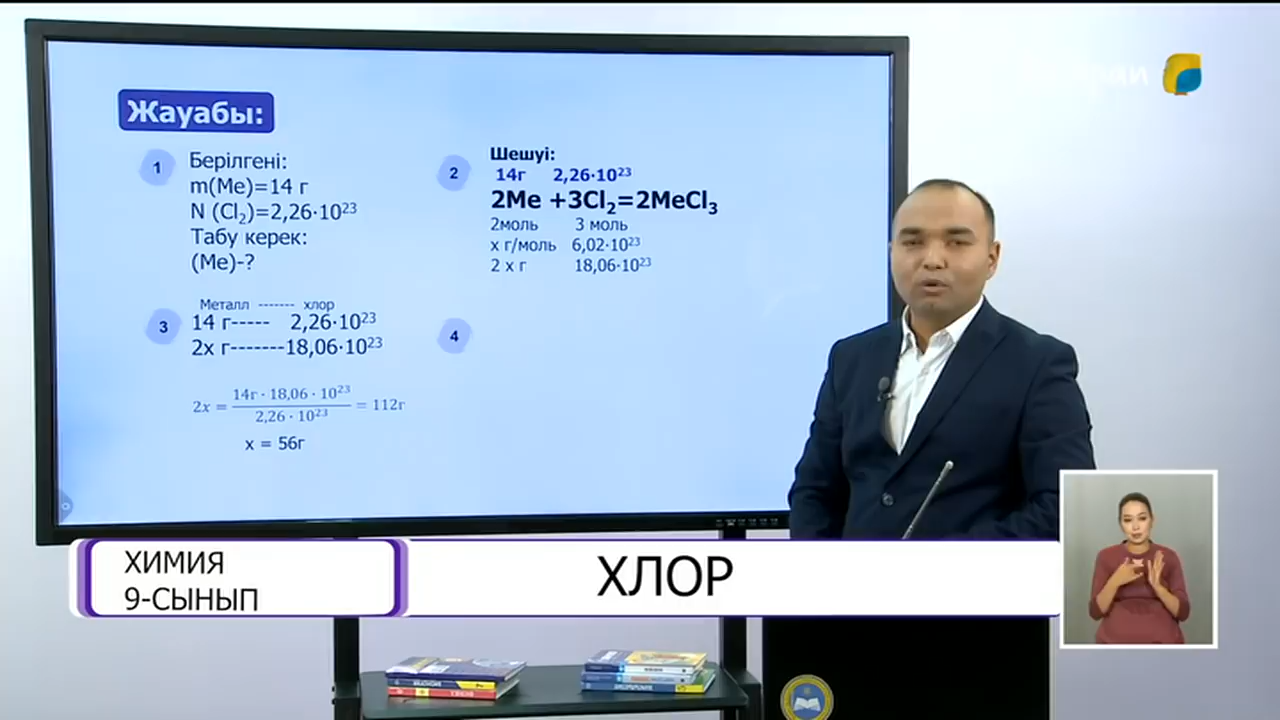 Жауабы:
1
Берілгені:
m(Me)=14 г
N (Cl₂)=2,26·10²³
Табу керек:
(Me)-?
2
Шешуі:
14г 2,26·10²³
2Me +3Cl₂=2MeCl₃
2моль 3 моль
x г/моль 6,02·10²³
2 x г 18,06·10²³
3
Металл ------- хлор
14 г----- 2,26·10²³
2x г-------18,06·10²³
2x = 14г · 18,06 · 10²³ / 2,26 · 10²³ = 112г
x = 56г
4
ХИМИЯ
9-СЫНЫП
ХЛОР